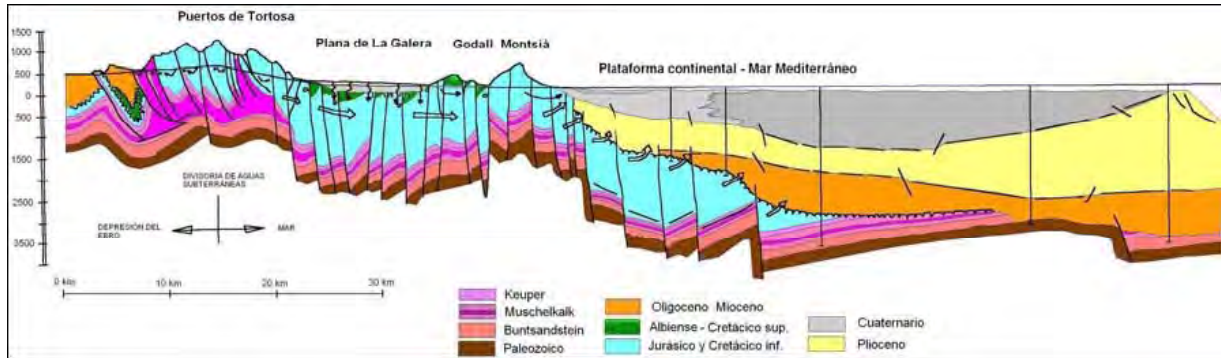 Puertos de Tortosa
Plana de La Galera
Godall Montsià
Plataforma continental - Mar Mediterráneo
1500
1000
500
0
500
1500
2500
3500
DIVISORIA DE AGUAS
SUBTERRÁNEAS
DEPRESIÓN DEL
EBRO
MAR
0 kms
10 km
20 km
30 km
Keuper
Muschelkalk
Buntsandstein
Paleozoico
Oligoceno Mioceno
Albiense - Cretácico sup.
Jurásico y Cretácico inf.
Cuaternario
Plioceno